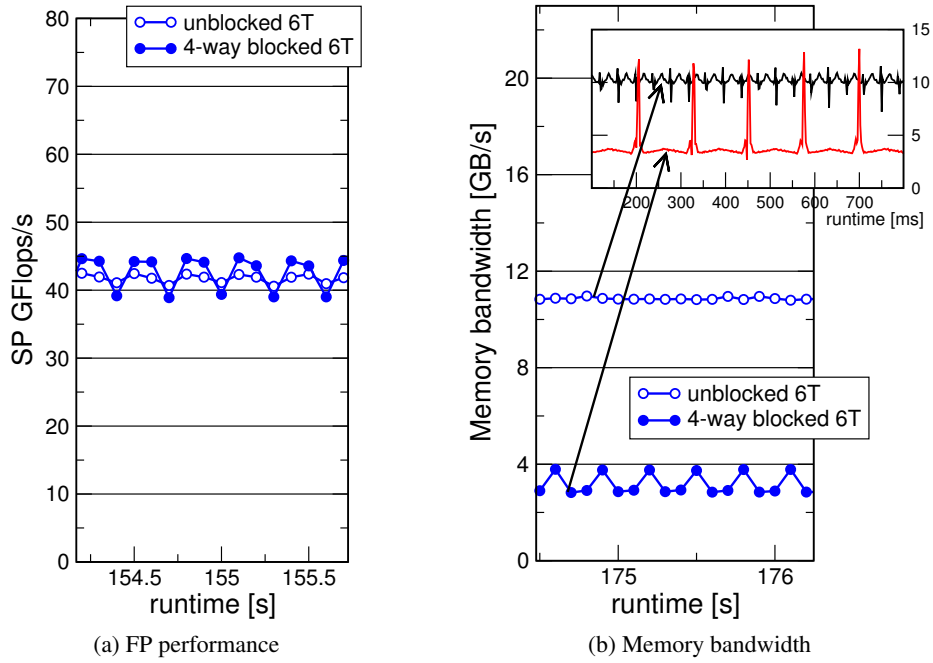 80
70
60
50
40
30
20
10
0
SP GFlops/s
unblocked 6T
4-way blocked 6T
154.5 155 155.5
runtime [s]
(a) FP performance
20
16
12
8
4
0
Memory bandwidth [GB/s]
15
10
5
0
200 300 400 500 600 700
runtime [ms]
unblocked 6T
4-way blocked 6T
175 176
runtime [s]
(b) Memory bandwidth